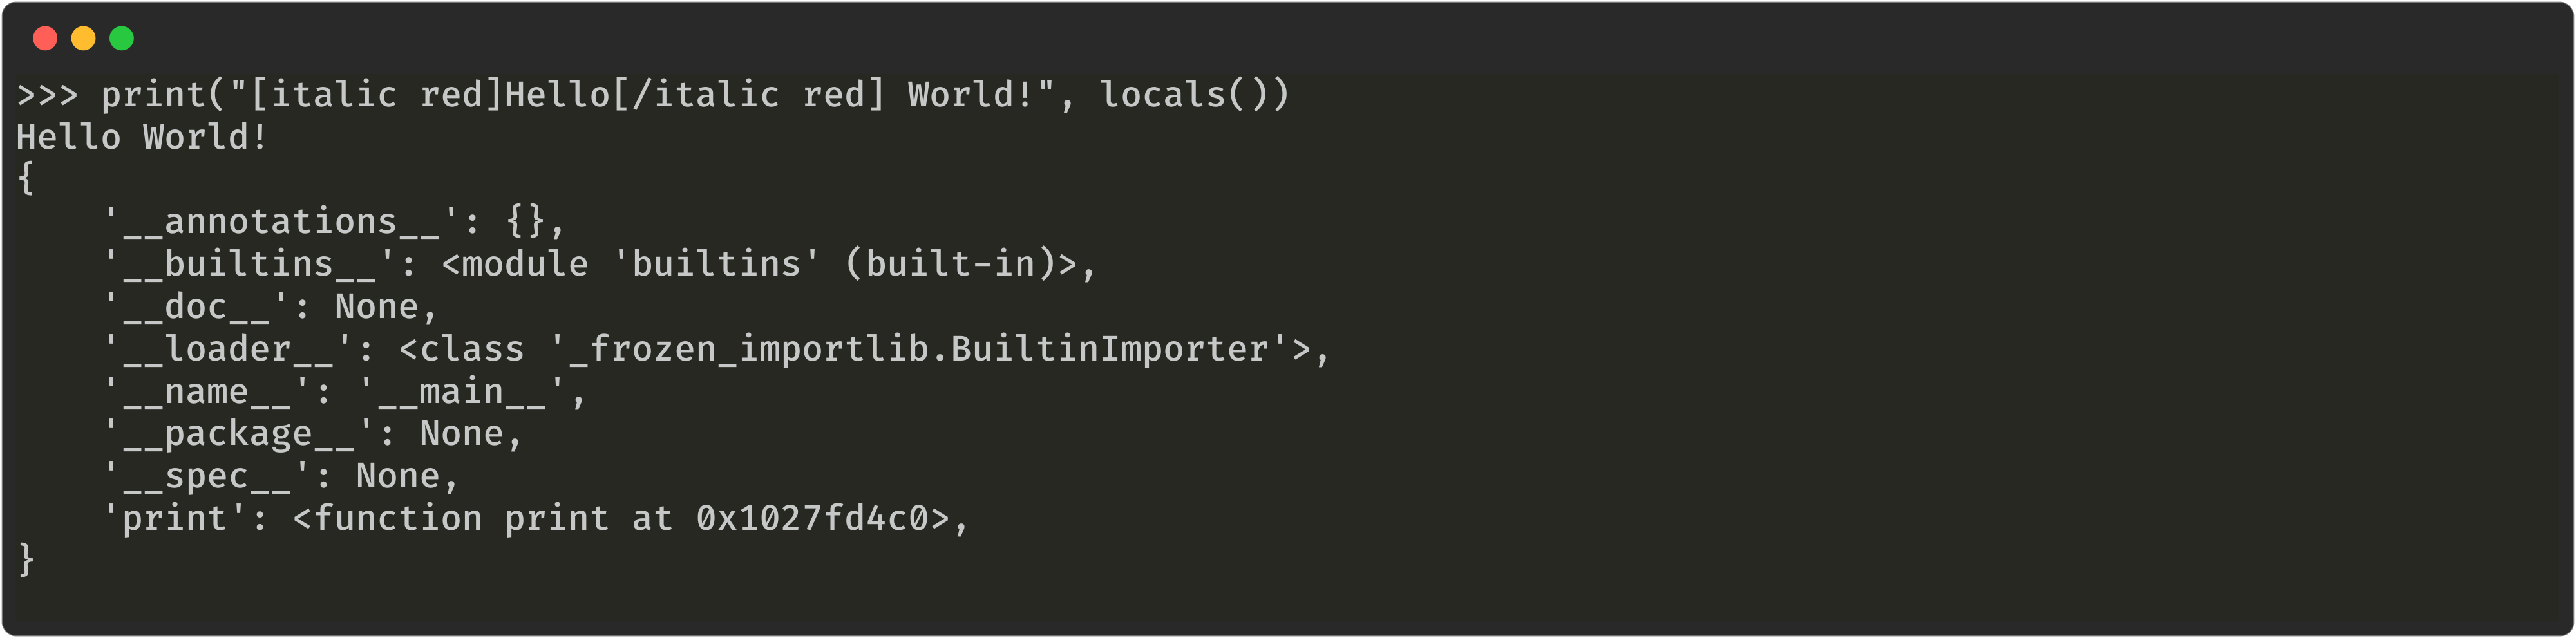 >>> print("[italic red]Hello[/italic red] World!", locals())
Hello World!
{
    '__annotations__': {},
    '__builtins__': <module 'builtins' (built-in)>,
    '__doc__': None,
    '__loader__': <class '_frozen_importlib.BuiltinImporter'>,
    '__name__': '__main__',
    '__package__': None,
    '__spec__': None,
    'print': <function print at 0x1027fd4c0>,
}